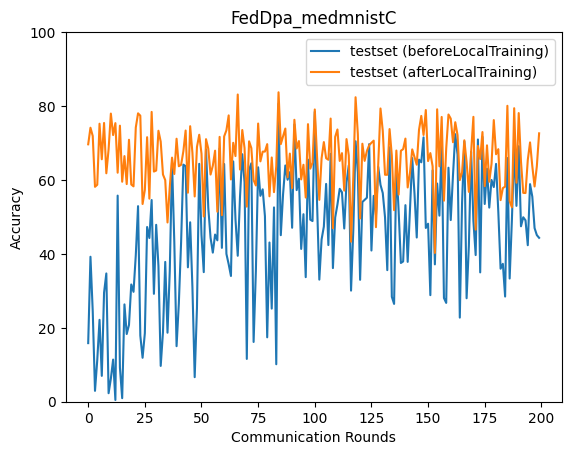 FedDpa_medmnistC
testset (beforeLocalTraining)
testset (afterLocalTraining)
Accuracy
100
80
60
40
20
0
0 25 50 75 100 125 150 175 200
Communication Rounds